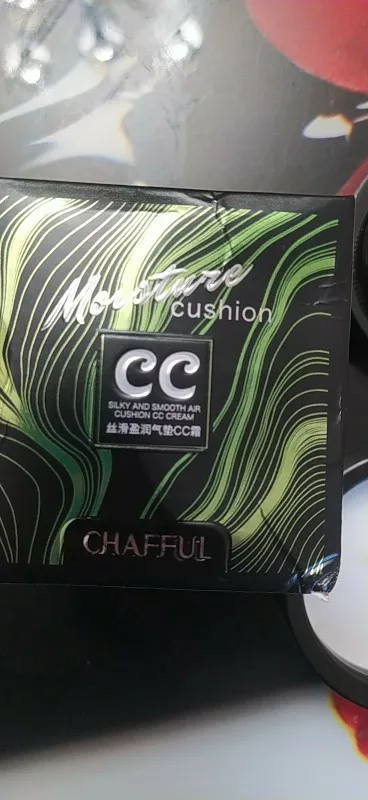 Moisture
cushion
CC
SILKY AND SMOOTH AIR
CUSHION CC CREAM
丝滑盈润气垫CC霜
CHAFFUL